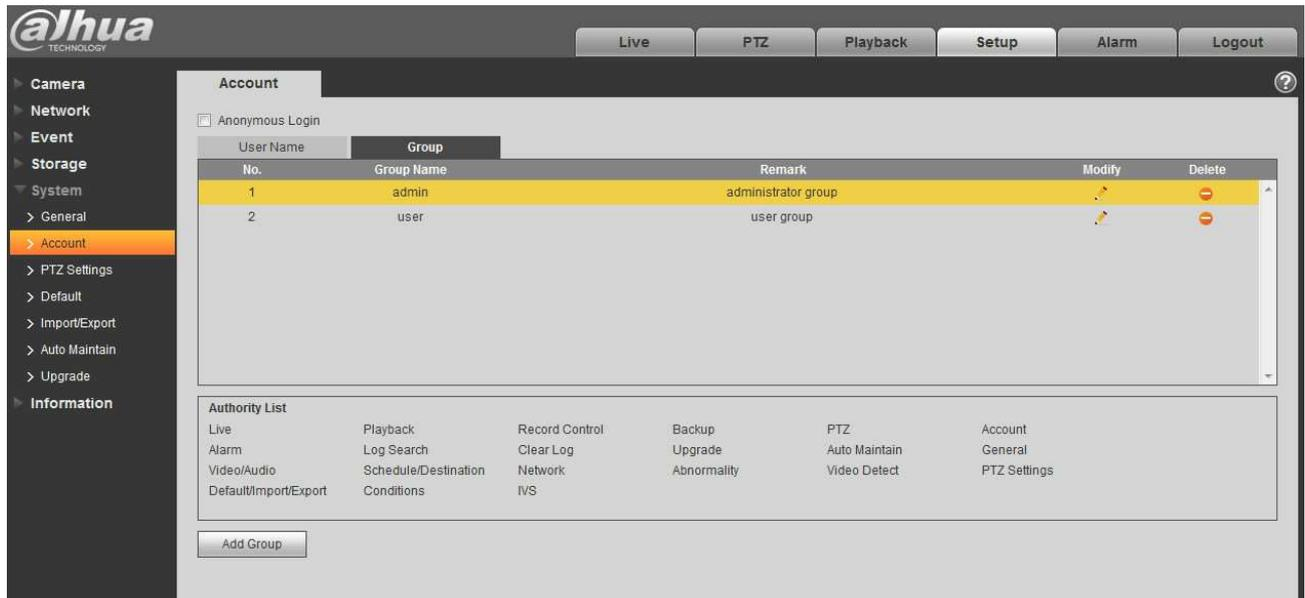 alhua
TECHNOLOGY
Live PTZ Playback Setup Alarm Logout
Camera
Network
Event
Storage
System
> General
> Account
> PTZ Settings
> Default
> Import/Export
> Auto Maintain
> Upgrade
Information
Account ?
Anonymous Login
User Name Group
No. Group Name Remark Modify Delete
1 admin administrator group
2 user user group
Authority List
Live Playback Record Control Backup PTZ Account
Alarm Log Search Clear Log Upgrade Auto Maintain General
Video/Audio Schedule/Destination Network Abnormality Video Detect PTZ Settings
Default/Import/Export Conditions IVS
Add Group